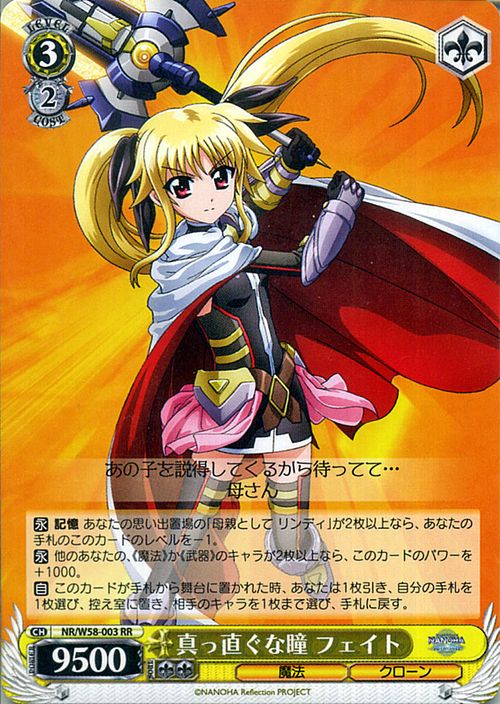 LEVEL
3
2
COST
あの子を説得してくるから待ってて…
母さん
永 記憶 あなたの思い出置場の「母親として リンディ」が2枚以上なら、あなたの
手札のこのカードのレベルを-1。
永 他のあなたの、《魔法》か《武器》のキャラが2枚以上なら、このカードのパワーを
+1000。
自 このカードが手札から舞台に置かれた時、あなたは1枚引き、自分の手札を
1枚選び、控え室に置き、相手のキャラを1枚まで選び、手札に戻す。
CH NR/W58-003 RR
POWER 9500 SOUL
真っ直ぐな瞳 フェイト
NANOHA
魔法 クローン
©NANOHA Reflection PROJECT